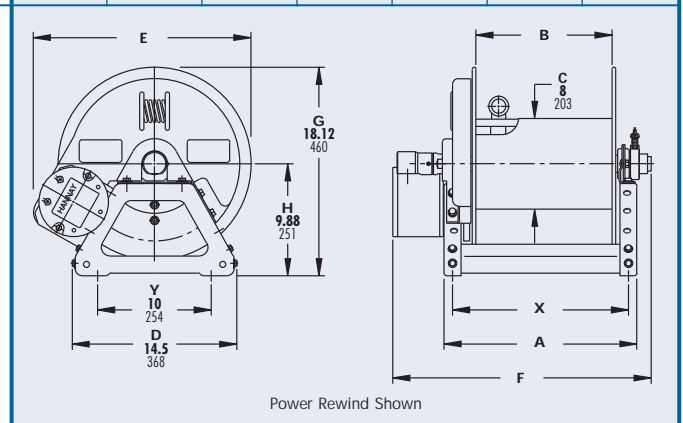 E
B
C
8
203
G
18.12
460
HANNAY
H
9.88
251
Y
10
254
X
D
14.5
368
A
F
Power Rewind Shown